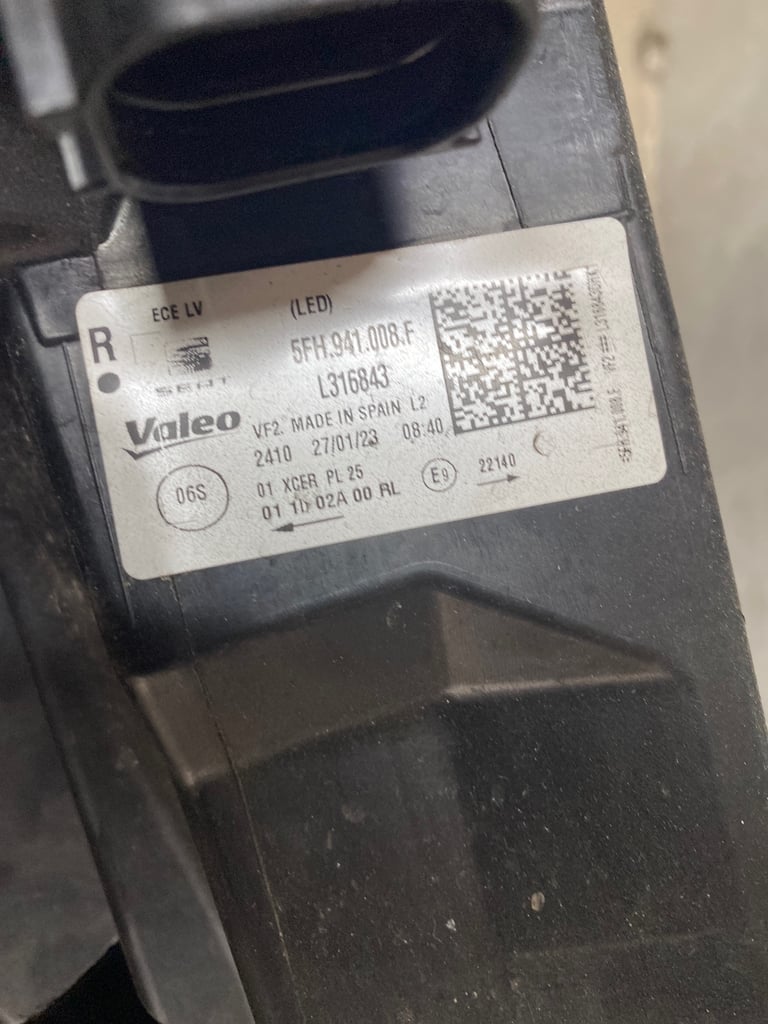 ECE LV
(LED)
R
SEAT
5FH.941.008.F
L316843
Valeo
VF2. MADE IN SPAIN L2
2410 27/01/23 08:40
06S
01 XCER PL 25
E9
22140
01 1b 02A 00 RL